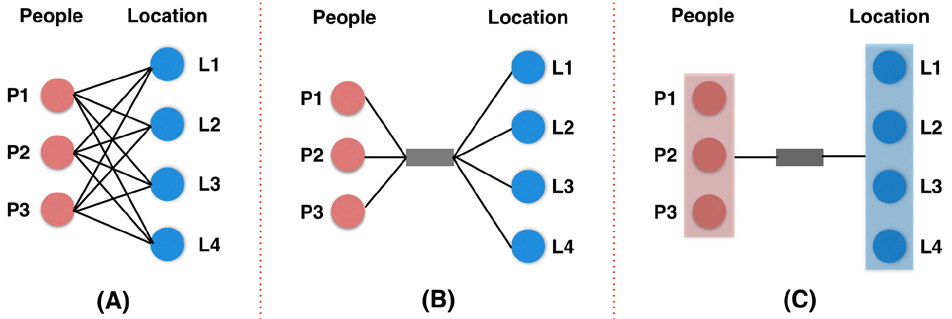 People Location
P1
P2
P3
L1
L2
L3
L4
(A)
People Location
P1
P2
P3
L1
L2
L3
L4
(B)
People Location
P1
P2
P3
L1
L2
L3
L4
(C)